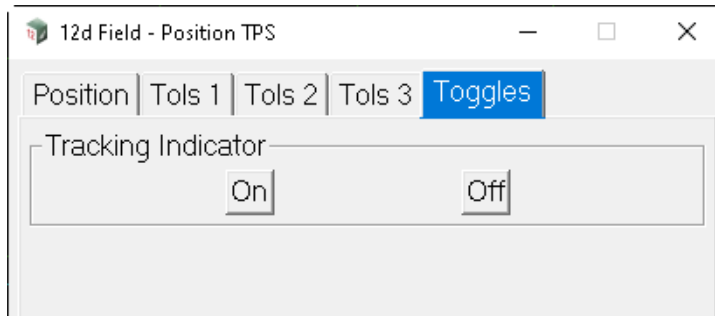 12d Field - Position TPS
Position Tols 1 Tols 2 Tols 3 Toggles
Tracking Indicator
On Off